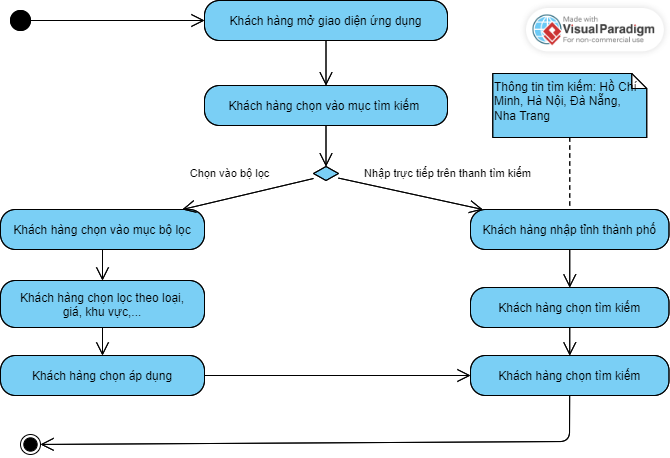 Khách hàng mở giao diện ứng dụng
Made with
VisualParadigm
For non-commercial use
Khách hàng chọn vào mục tìm kiếm
Thông tin tìm kiếm: Hồ Chí
Minh, Hà Nội, Đà Nẵng,
Nha Trang
Chọn vào bộ lọc
Nhập trực tiếp trên thanh tìm kiếm
Khách hàng chọn vào mục bộ lọc
Khách hàng nhập tỉnh thành phố
Khách hàng chọn lọc theo loại,
giá, khu vực,...
Khách hàng chọn tìm kiếm
Khách hàng chọn áp dụng
Khách hàng chọn tìm kiếm